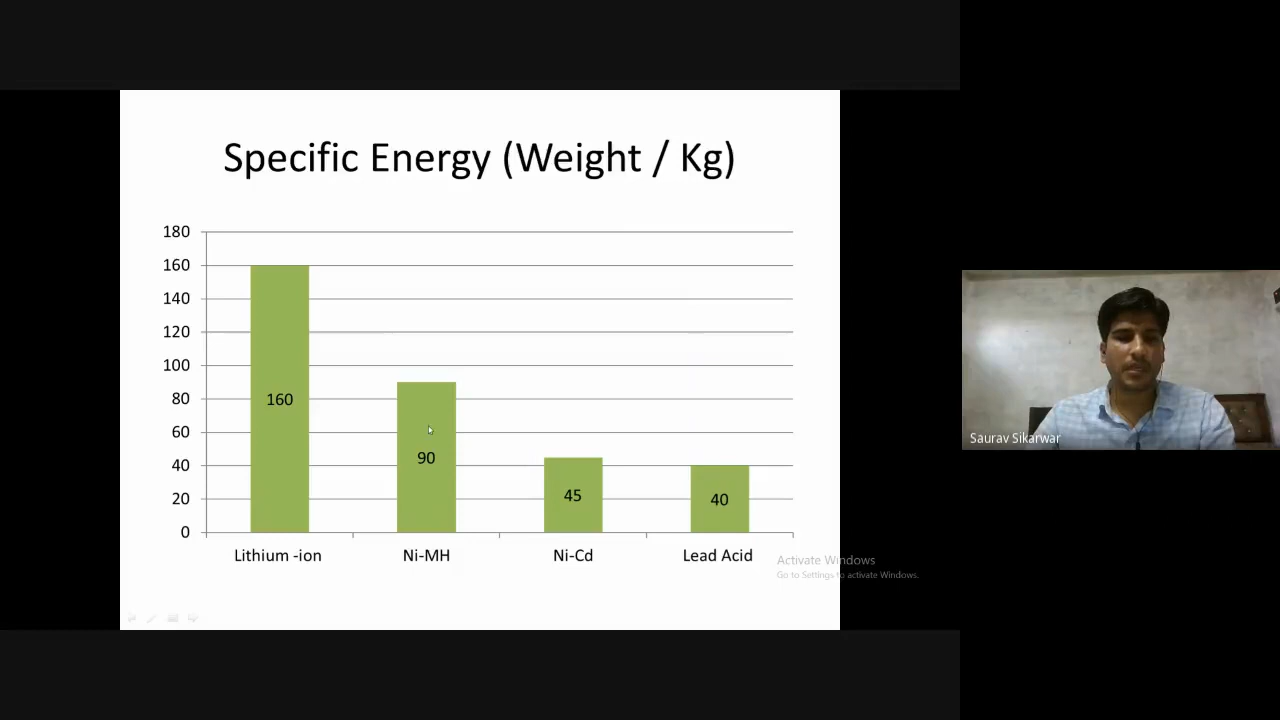 Specific Energy (Weight / Kg)
180
160
140
120
100
80
60
40
20
0
160
90
45
40
Lithium -ion
Ni-MH
Ni-Cd
Lead Acid
Activate Windows
Go to Settings to activate Windows.
Saurav Sikarwar